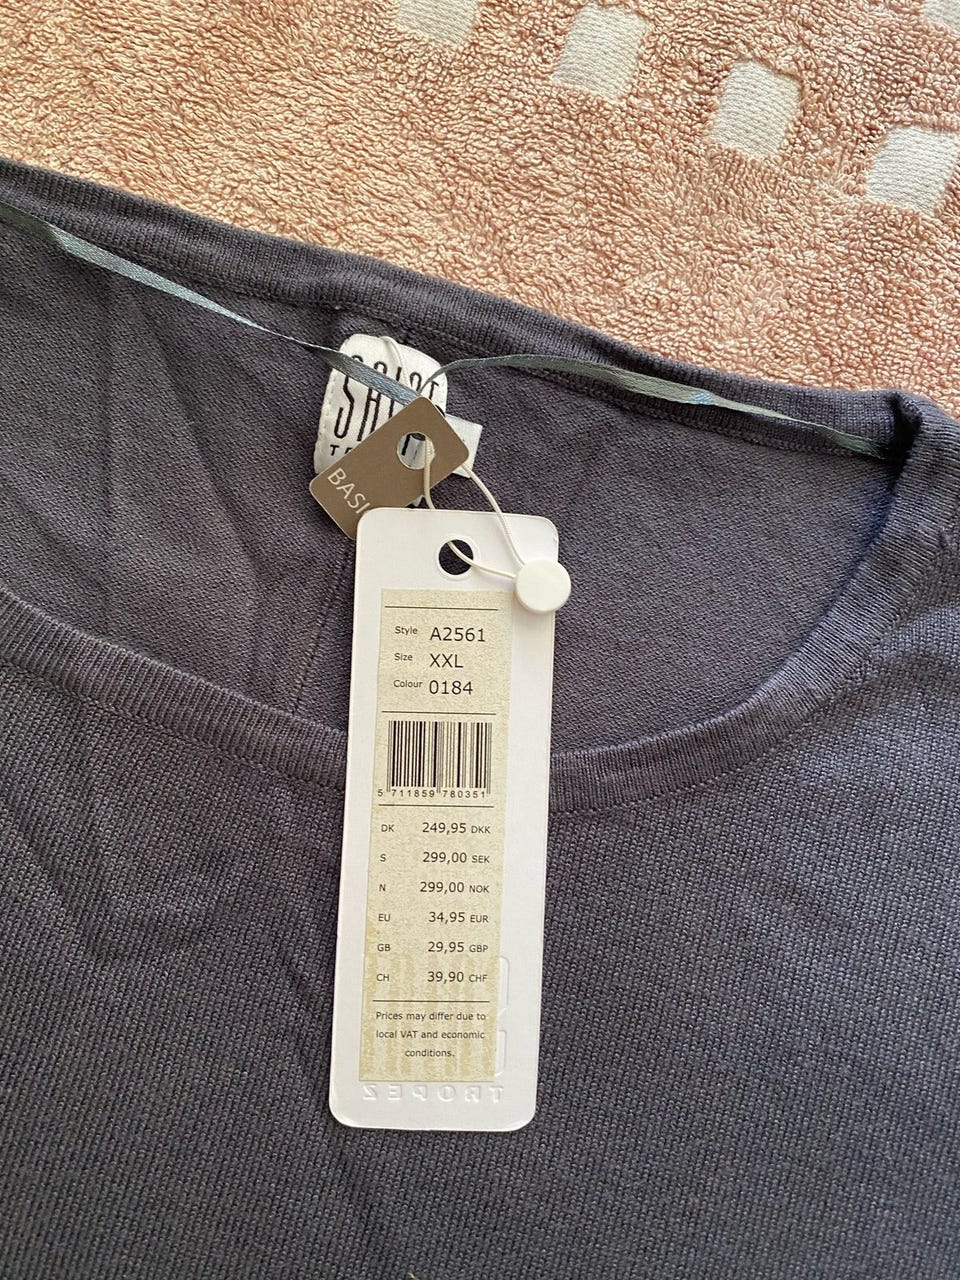 BASI
Style A2561
Size XXL
Colour 0184
5 711859 780351
DK 249,95 DKK
S 299,00 SEK
N 299,00 NOK
EU 34,95 EUR
GB 29,95 GBP
CH 39,90 CHF
Prices may differ due to
local VAT and economic
conditions.
TROPEZ